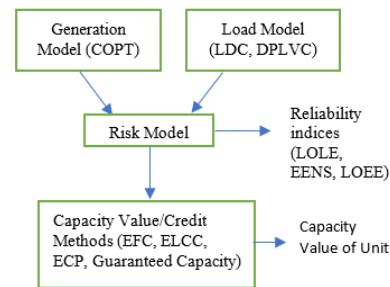 Generation
Model (COPT)
Load Model
(LDC, DPLVC)
Risk Model
Reliability
indices
(LOLE,
EENS, LOEE)
Capacity Value/Credit
Methods (EFC, ELCC,
ECP, Guaranteed Capacity)
Capacity
Value of Unit